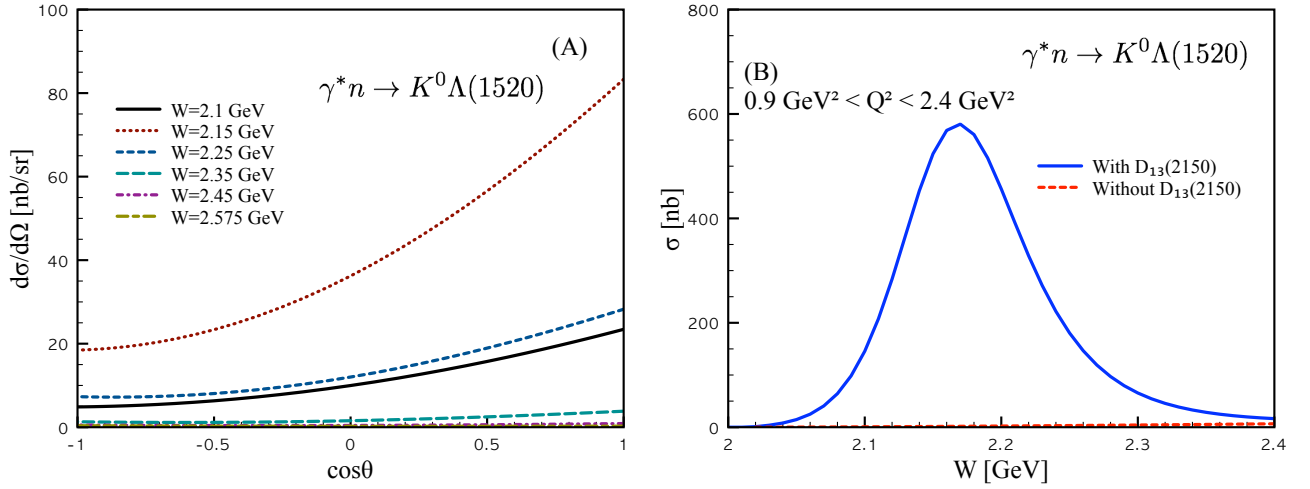 100
80
60
40
20
0
dσ/dΩ [nb/sr]
(A)
γ*n → K⁰Λ(1520)
W=2.1 GeV
W=2.15 GeV
W=2.25 GeV
W=2.35 GeV
W=2.45 GeV
W=2.575 GeV
-1
-0.5
0
0.5
1
cosθ
800
600
400
200
0
σ [nb]
γ*n → K⁰Λ(1520)
(B)
0.9 GeV² < Q² < 2.4 GeV²
With D₁₃(2150)
Without D₁₃(2150)
2
2.1
2.2
2.3
2.4
W [GeV]